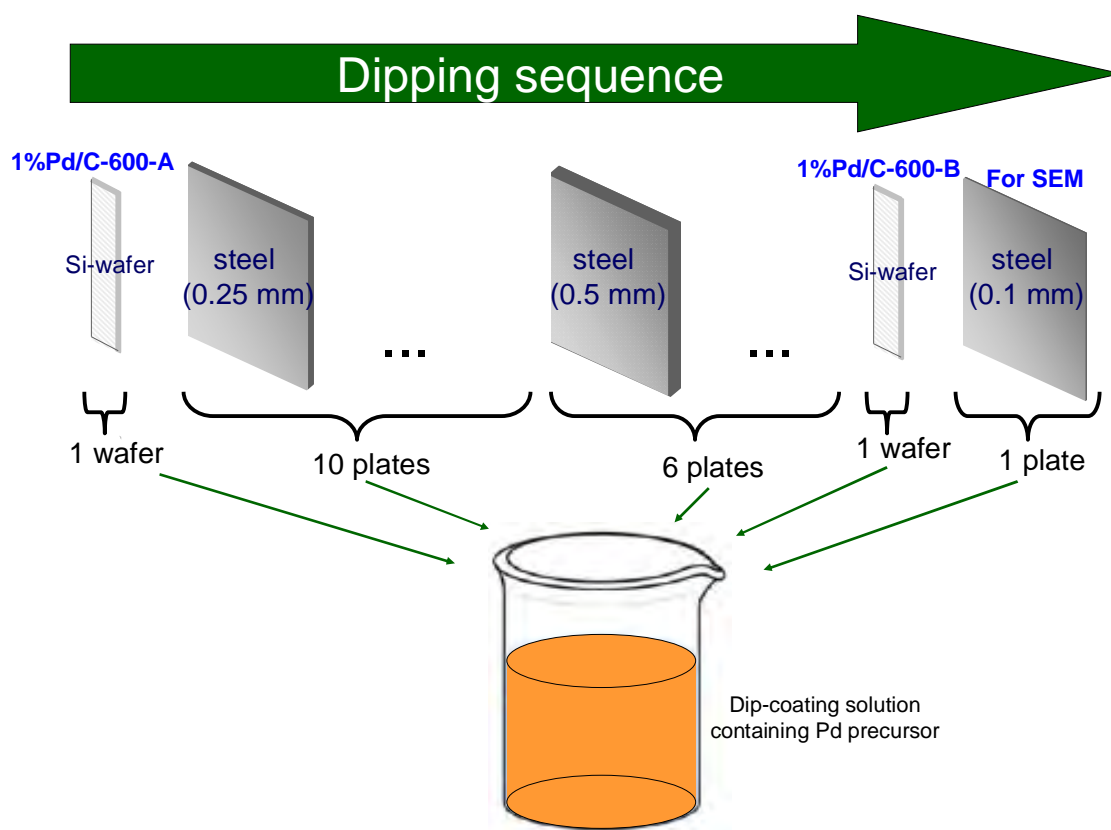 Dipping sequence
1%Pd/C-600-A
1%Pd/C-600-B
For SEM
Si-wafer
steel
(0.25 mm)
...
steel
(0.5 mm)
...
Si-wafer
steel
(0.1 mm)
1 wafer
10 plates
6 plates
1 wafer
1 plate
Dip-coating solution
containing Pd precursor